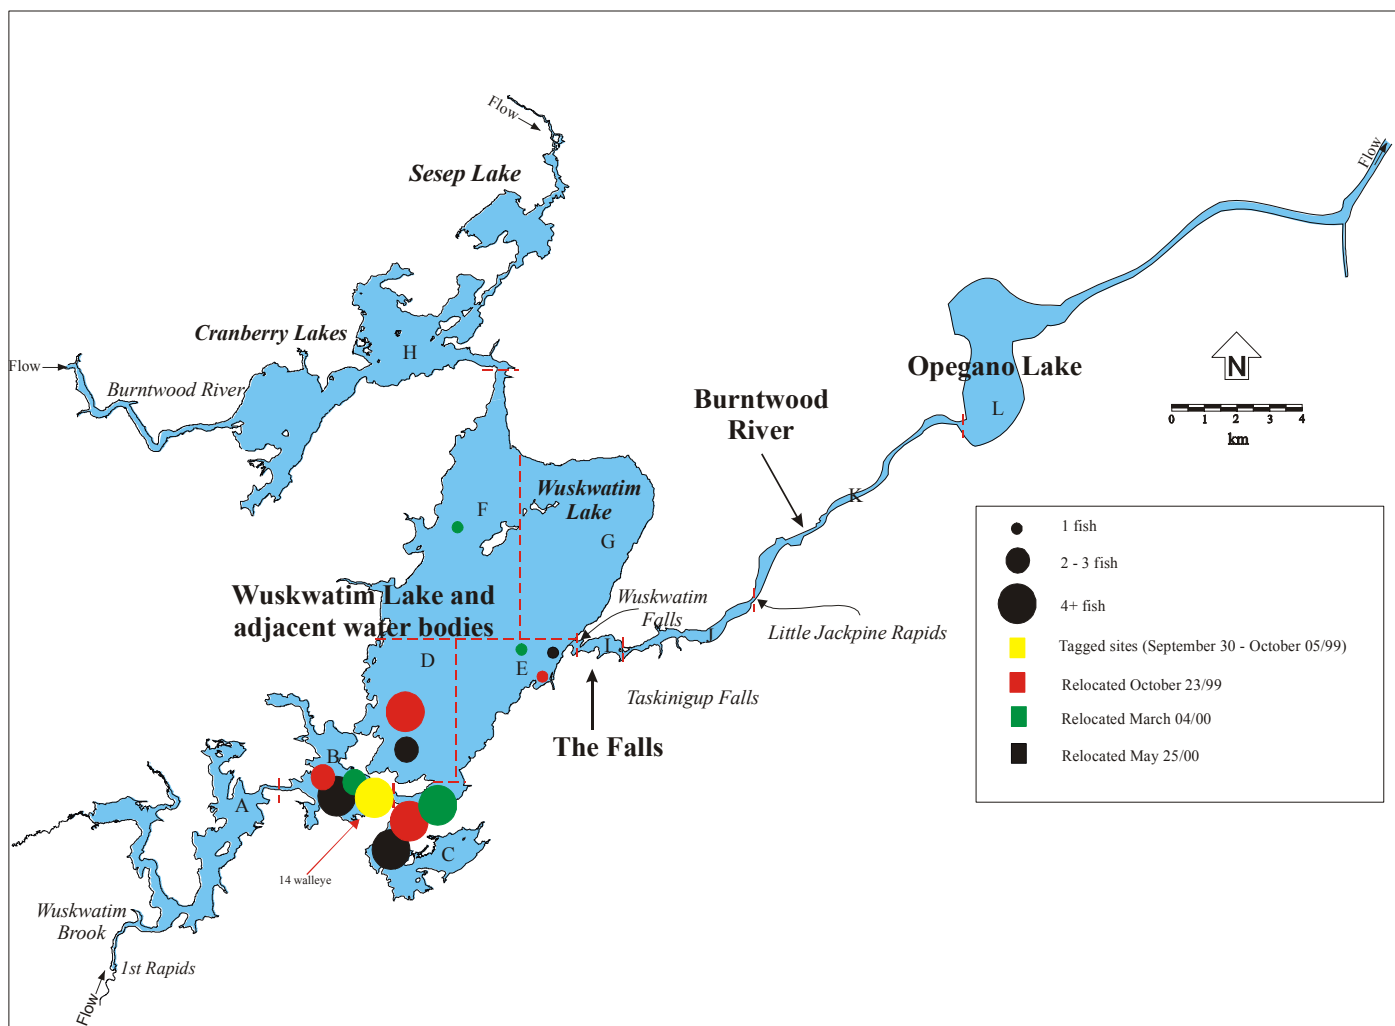 Flow
Sesep Lake
Flow
Cranberry Lakes
H
Flow
Burntwood River
Opegano Lake
L
N
0 1 2 3 4
km
Burntwood
River
K
F
Wuskwatim
Lake
G
Wuskwatim Lake and
adjacent water bodies
Wuskwatim
Falls
Little Jackpine Rapids
I
J
D
E
Taskinigup Falls
The Falls
B
A
C
14 walleye
Wuskwatim
Brook
1st Rapids
Flow
1 fish
2 - 3 fish
4+ fish
Tagged sites (September 30 - October 05/99)
Relocated October 23/99
Relocated March 04/00
Relocated May 25/00